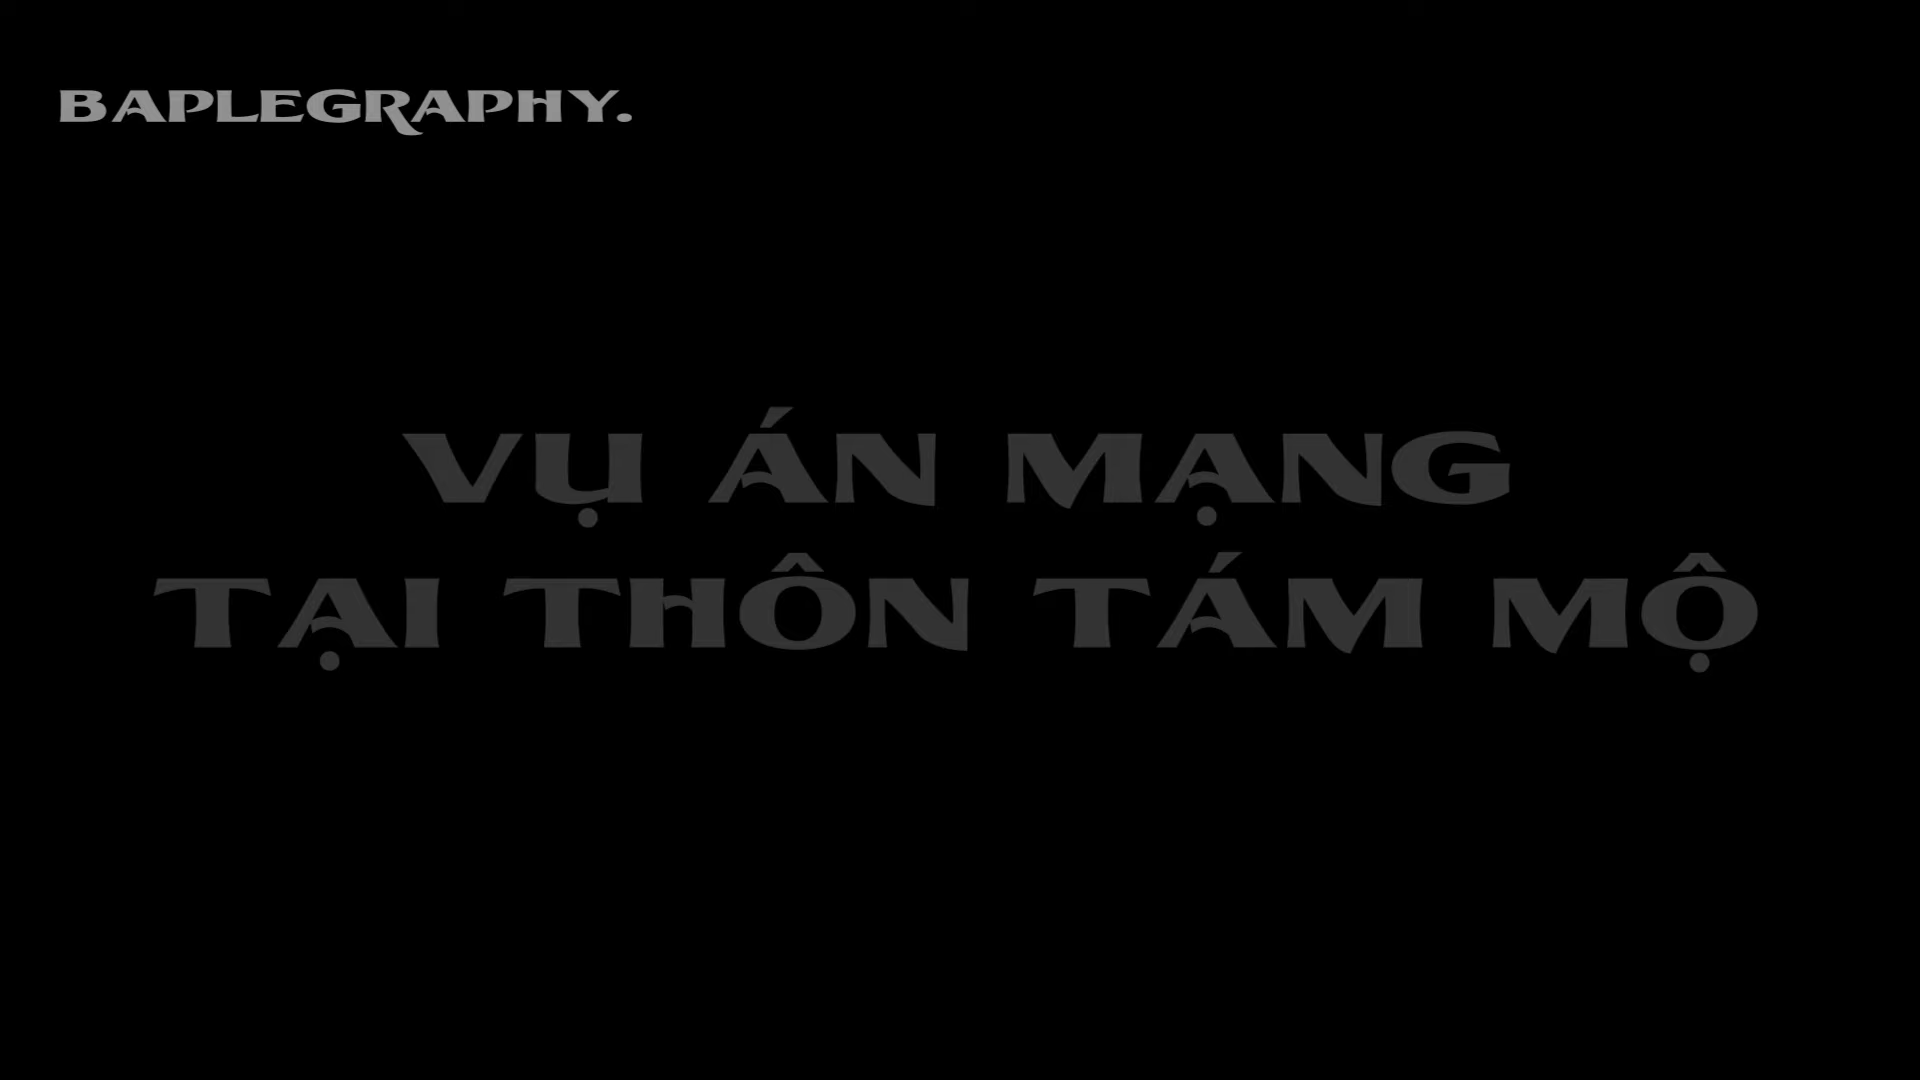 BAPLEGRAPHY.
VỤ ÁN MẠNG
TẠI THÔN TÁM MỘ